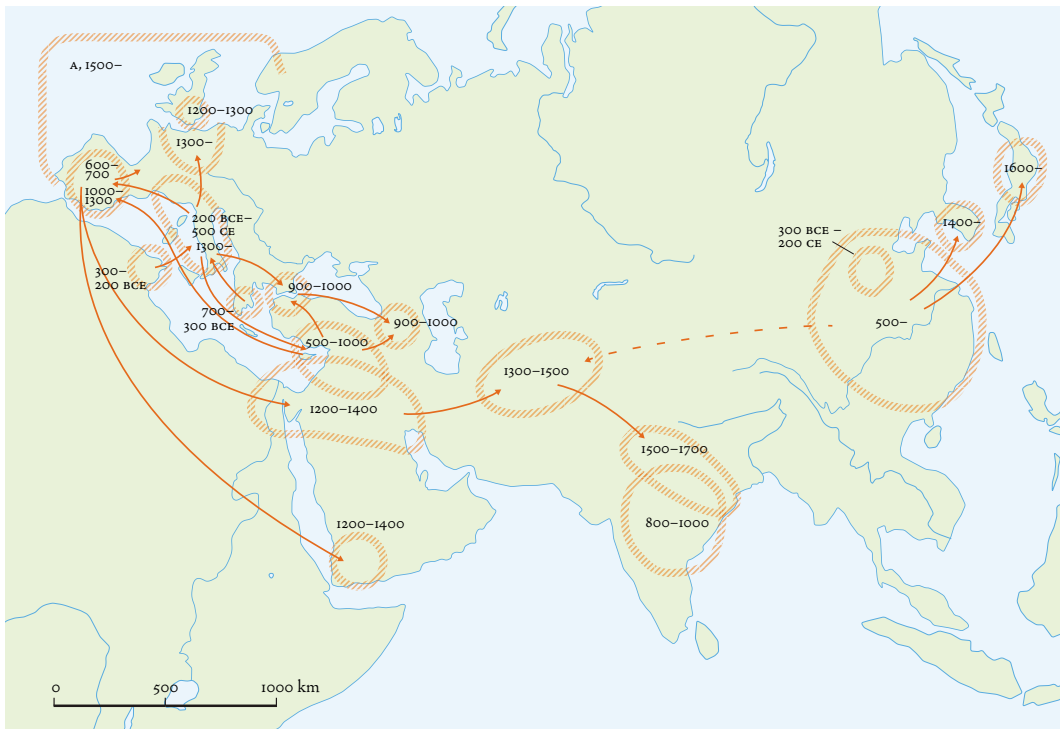 A, 1500–
1200–1300
1300–
600–
700
1000–
1300
200 BCE–
500 CE
1300–
300–
200 BCE
700–
300 BCE
900–1000
900–1000
500–1000
1200–1400
1300–1500
1200–1400
1500–1700
800–1000
300 BCE –
200 CE
500–
1400–
1600–
0 500 1000 km